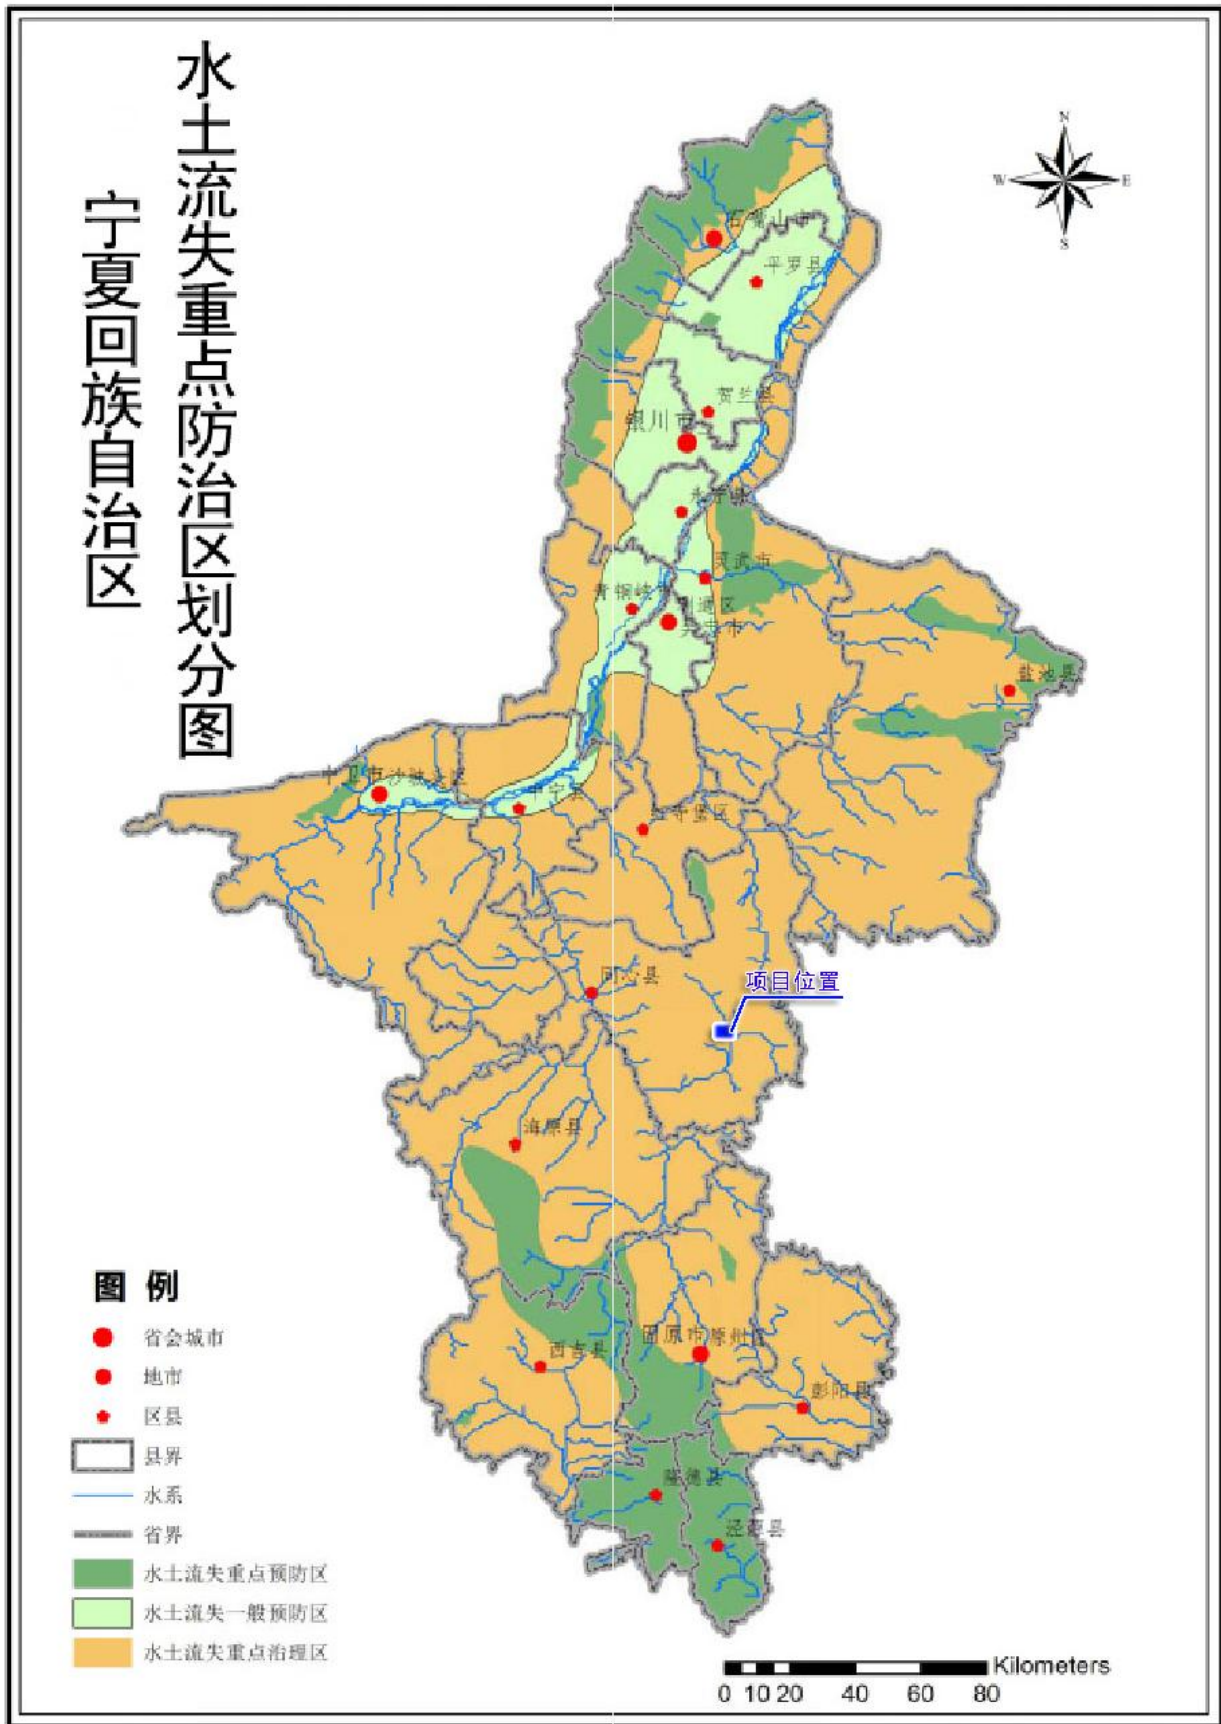 宁夏回族自治区
水土流失重点防治区划分图
N
W
E
S
石嘴山市
平罗县
贺兰县
银川市
永宁县
灵武市
青铜峡市
利通区
吴忠市
盐池县
中卫市
沙坡头区
中宁县
红寺堡区
同心县
项目位置
海原县
西吉县
固原市
原州区
彭阳县
隆德县
泾源县
图 例
省会城市
地市
区县
县界
水系
省界
水土流失重点预防区
水土流失一般预防区
水土流失重点治理区
Kilometers
0 10 20 40 60 80